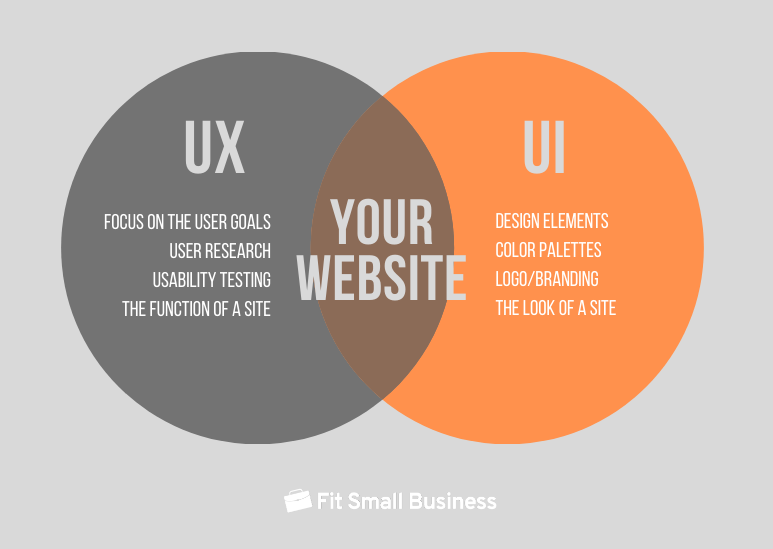 UX
FOCUS ON THE USER GOALS
USER RESEARCH
USABILITY TESTING
THE FUNCTION OF A SITE
YOUR
WEBSITE
UI
DESIGN ELEMENTS
COLOR PALETTES
LOGO/BRANDING
THE LOOK OF A SITE
Fit Small Business